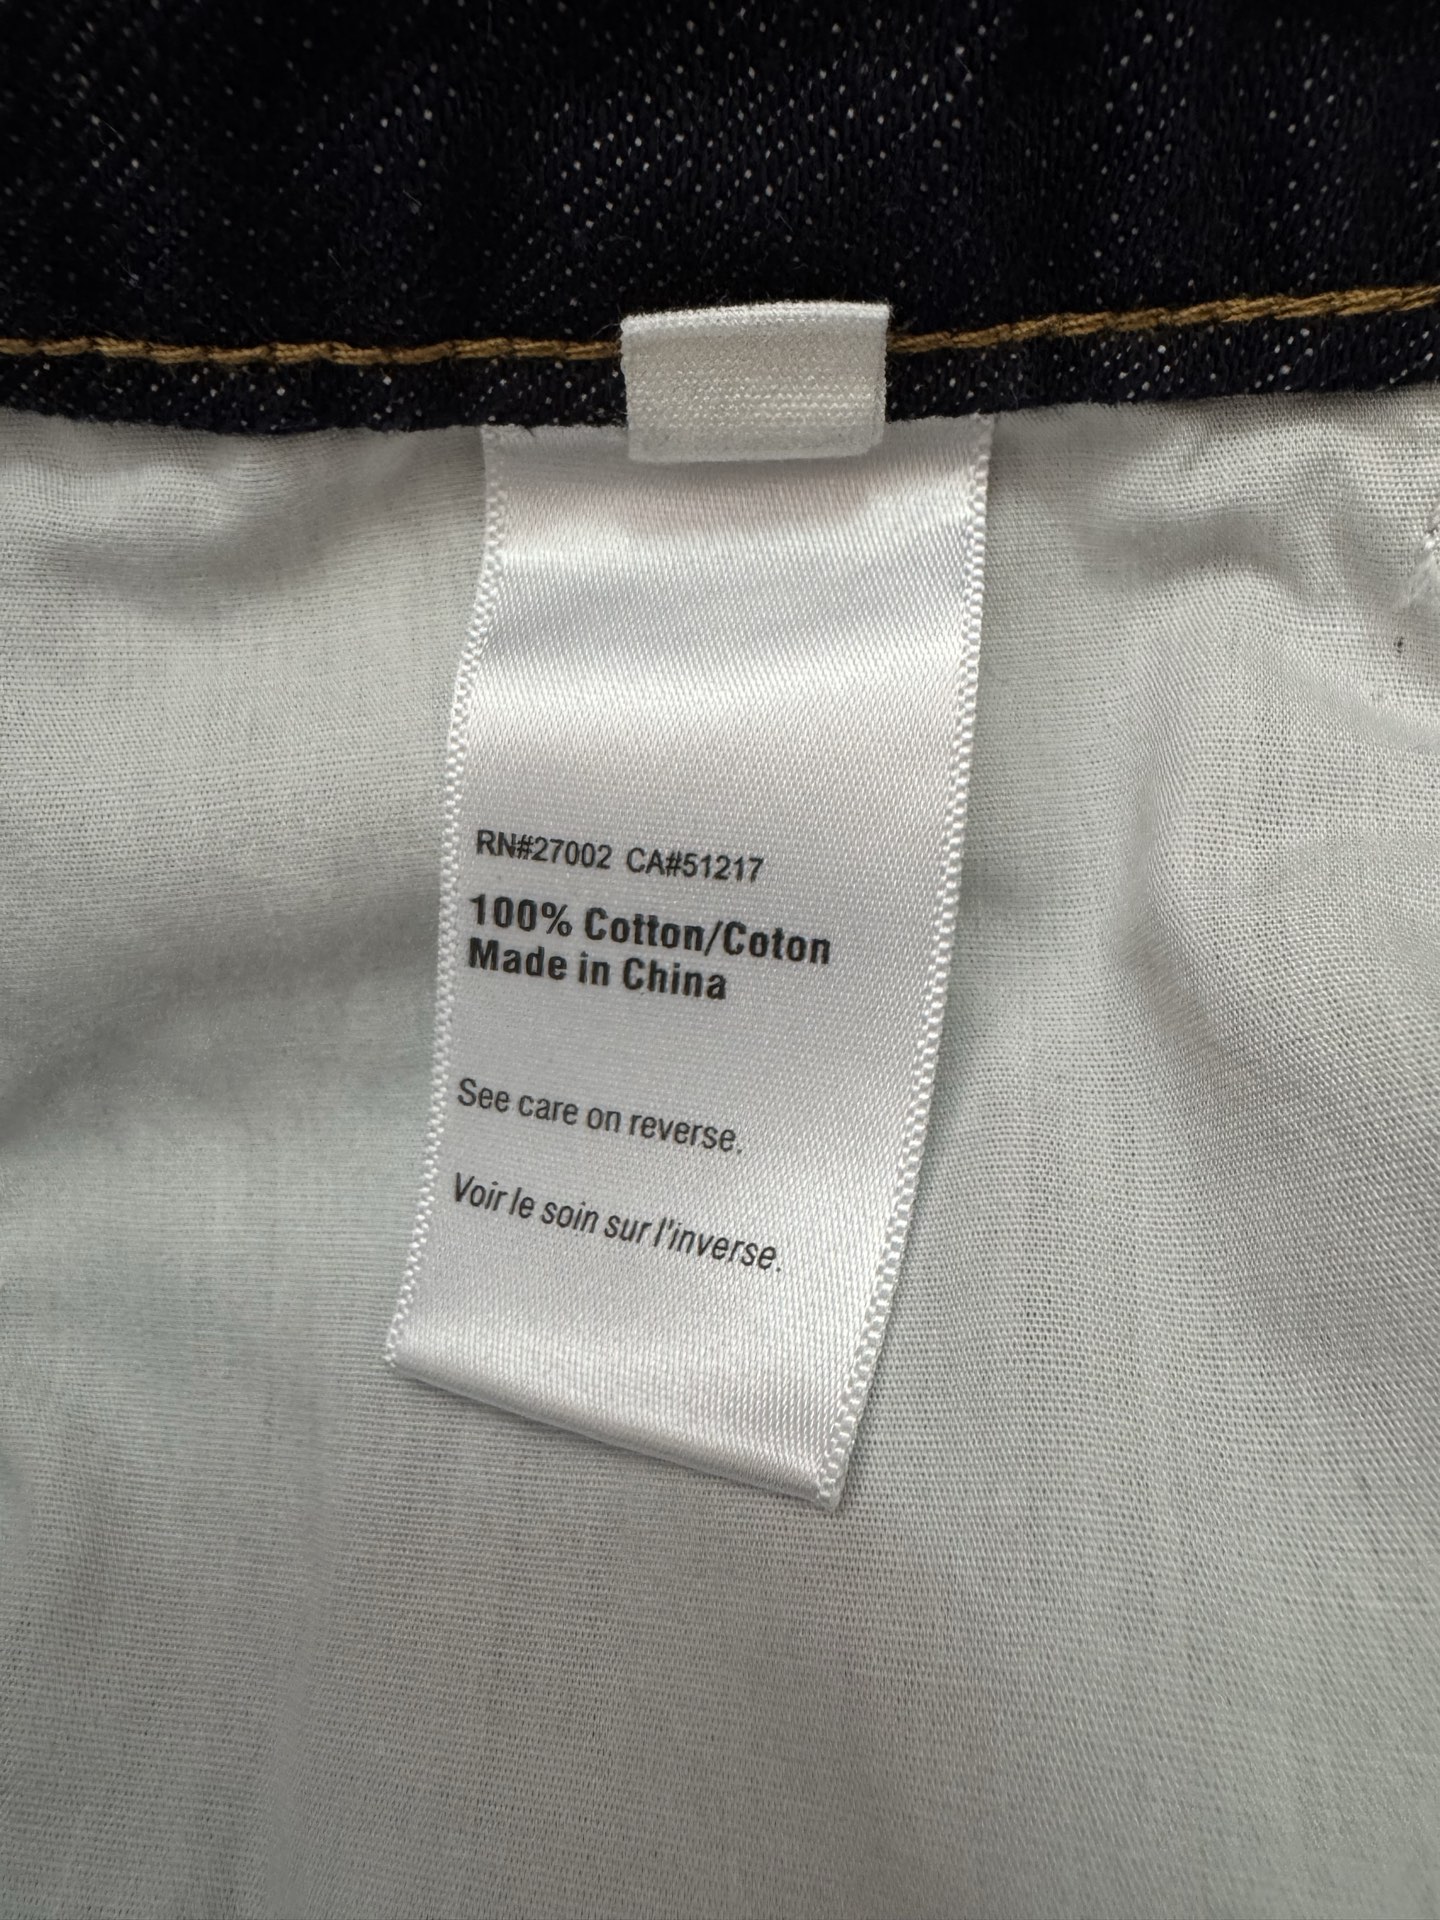 RN#27002 CA#51217
100% Cotton/Coton
Made in China
See care on reverse.
Voir le soin sur l'inverse.